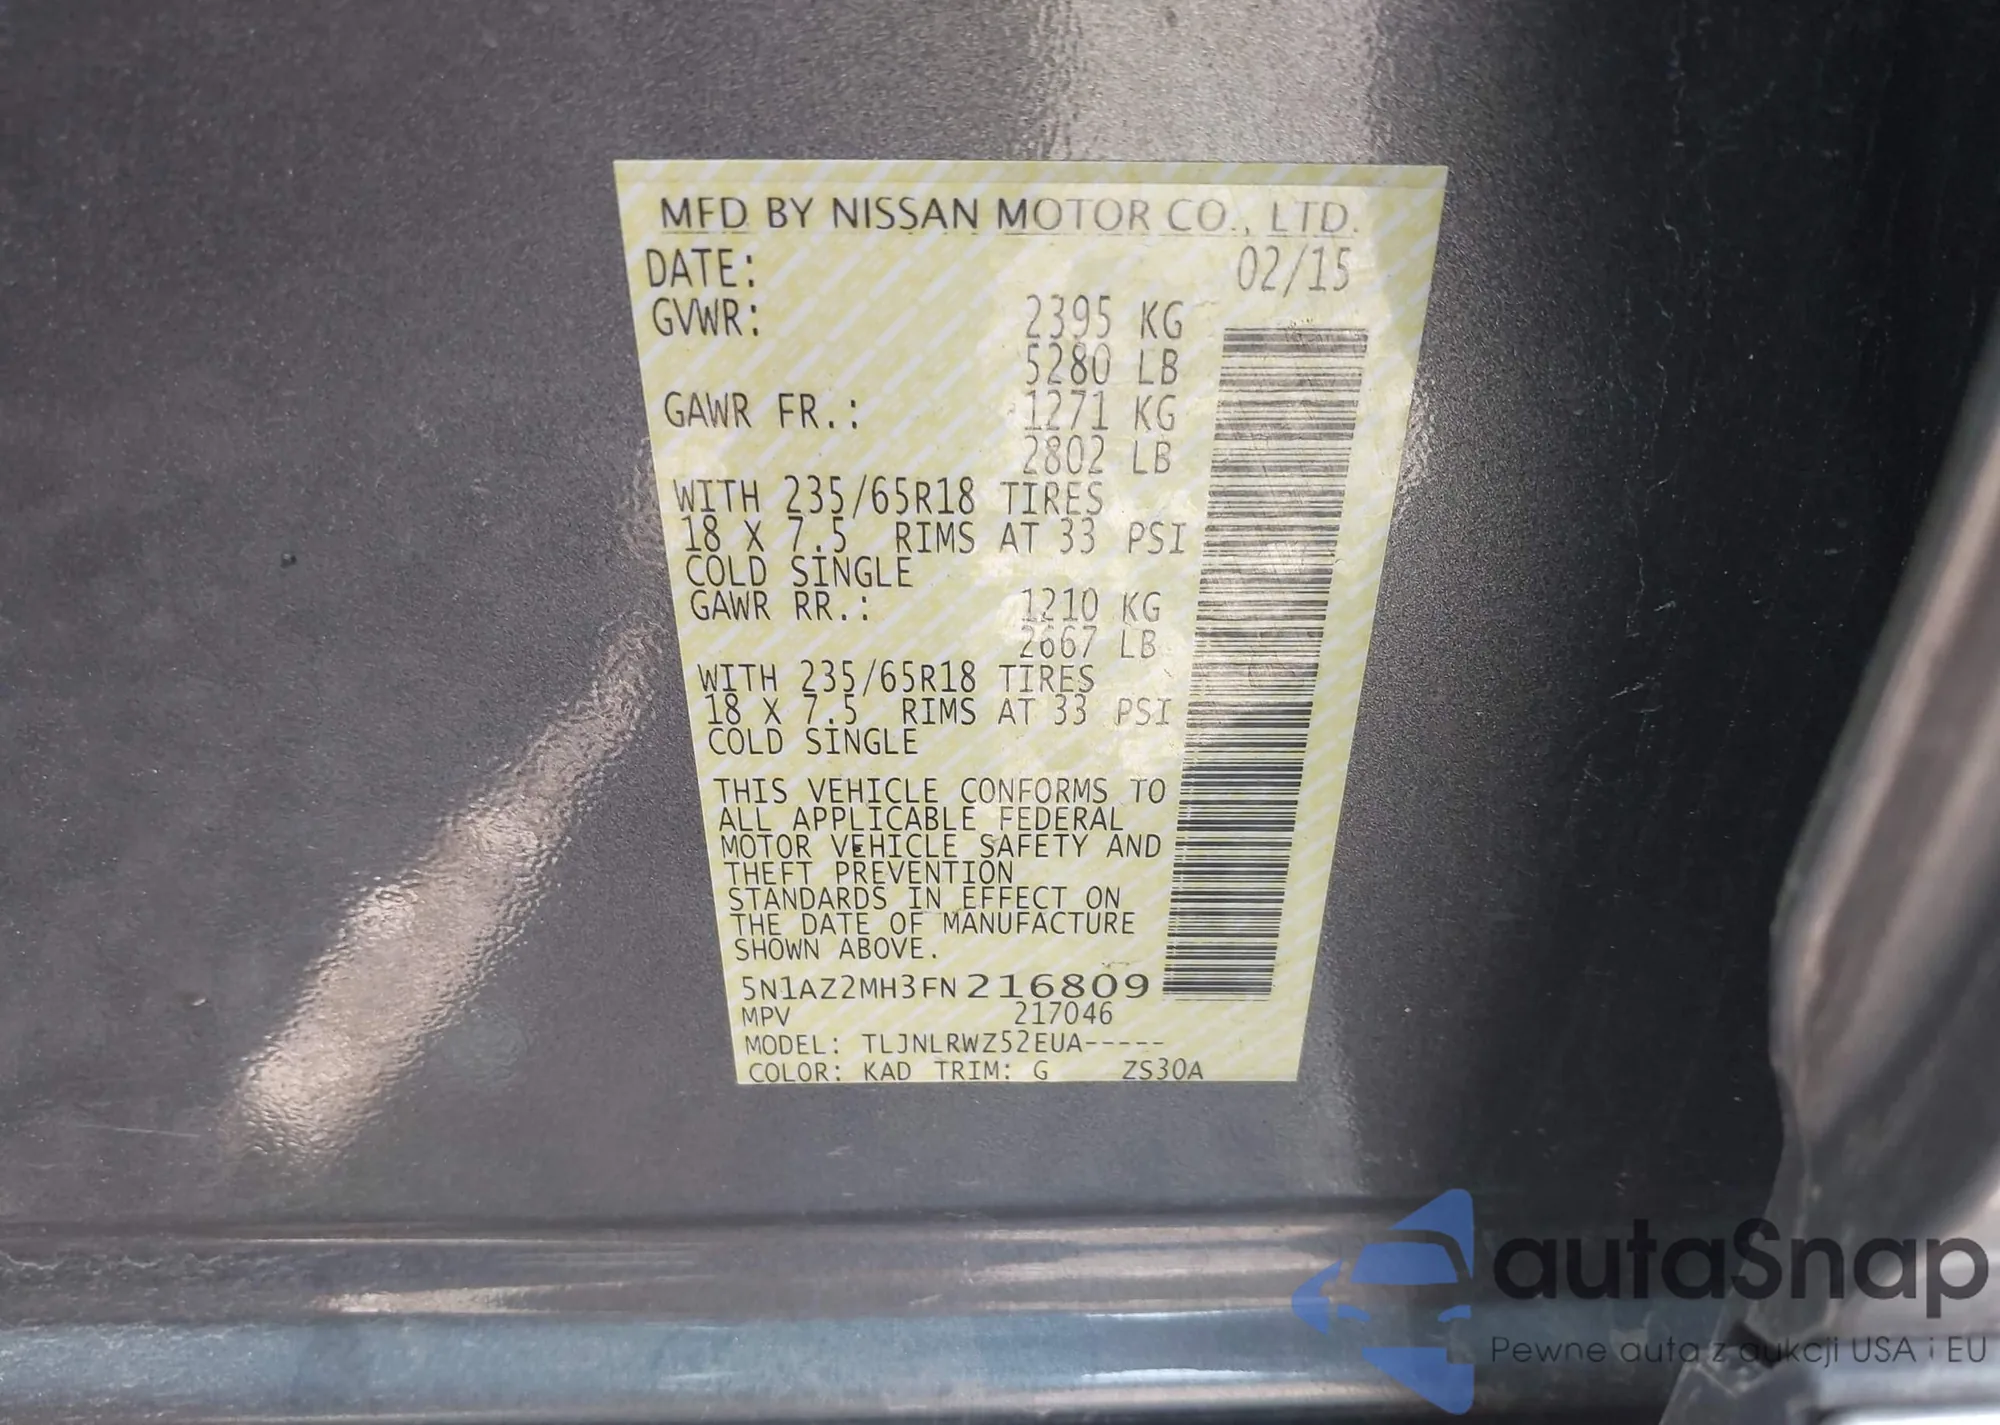 MFD BY NISSAN MOTOR CO., LTD.
DATE: 02/15
GVWR: 2395 KG
5280 LB
GAWR FR.: 1271 KG
2802 LB
WITH 235/65R18 TIRES
18 X 7.5 RIMS AT 33 PSI
COLD SINGLE
GAWR RR.: 1210 KG
2667 LB
WITH 235/65R18 TIRES
18 X 7.5 RIMS AT 33 PSI
COLD SINGLE
THIS VEHICLE CONFORMS TO
ALL APPLICABLE FEDERAL
MOTOR VEHICLE SAFETY AND
THEFT PREVENTION
STANDARDS IN EFFECT ON
THE DATE OF MANUFACTURE
SHOWN ABOVE.
5N1AZ2MH3FN216809
MPV 217046
MODEL: TLJNLRWZ52EUA-----
COLOR: KAD TRIM: G ZS30A
autaSnap
Pewne auta z aukcji USA i EU